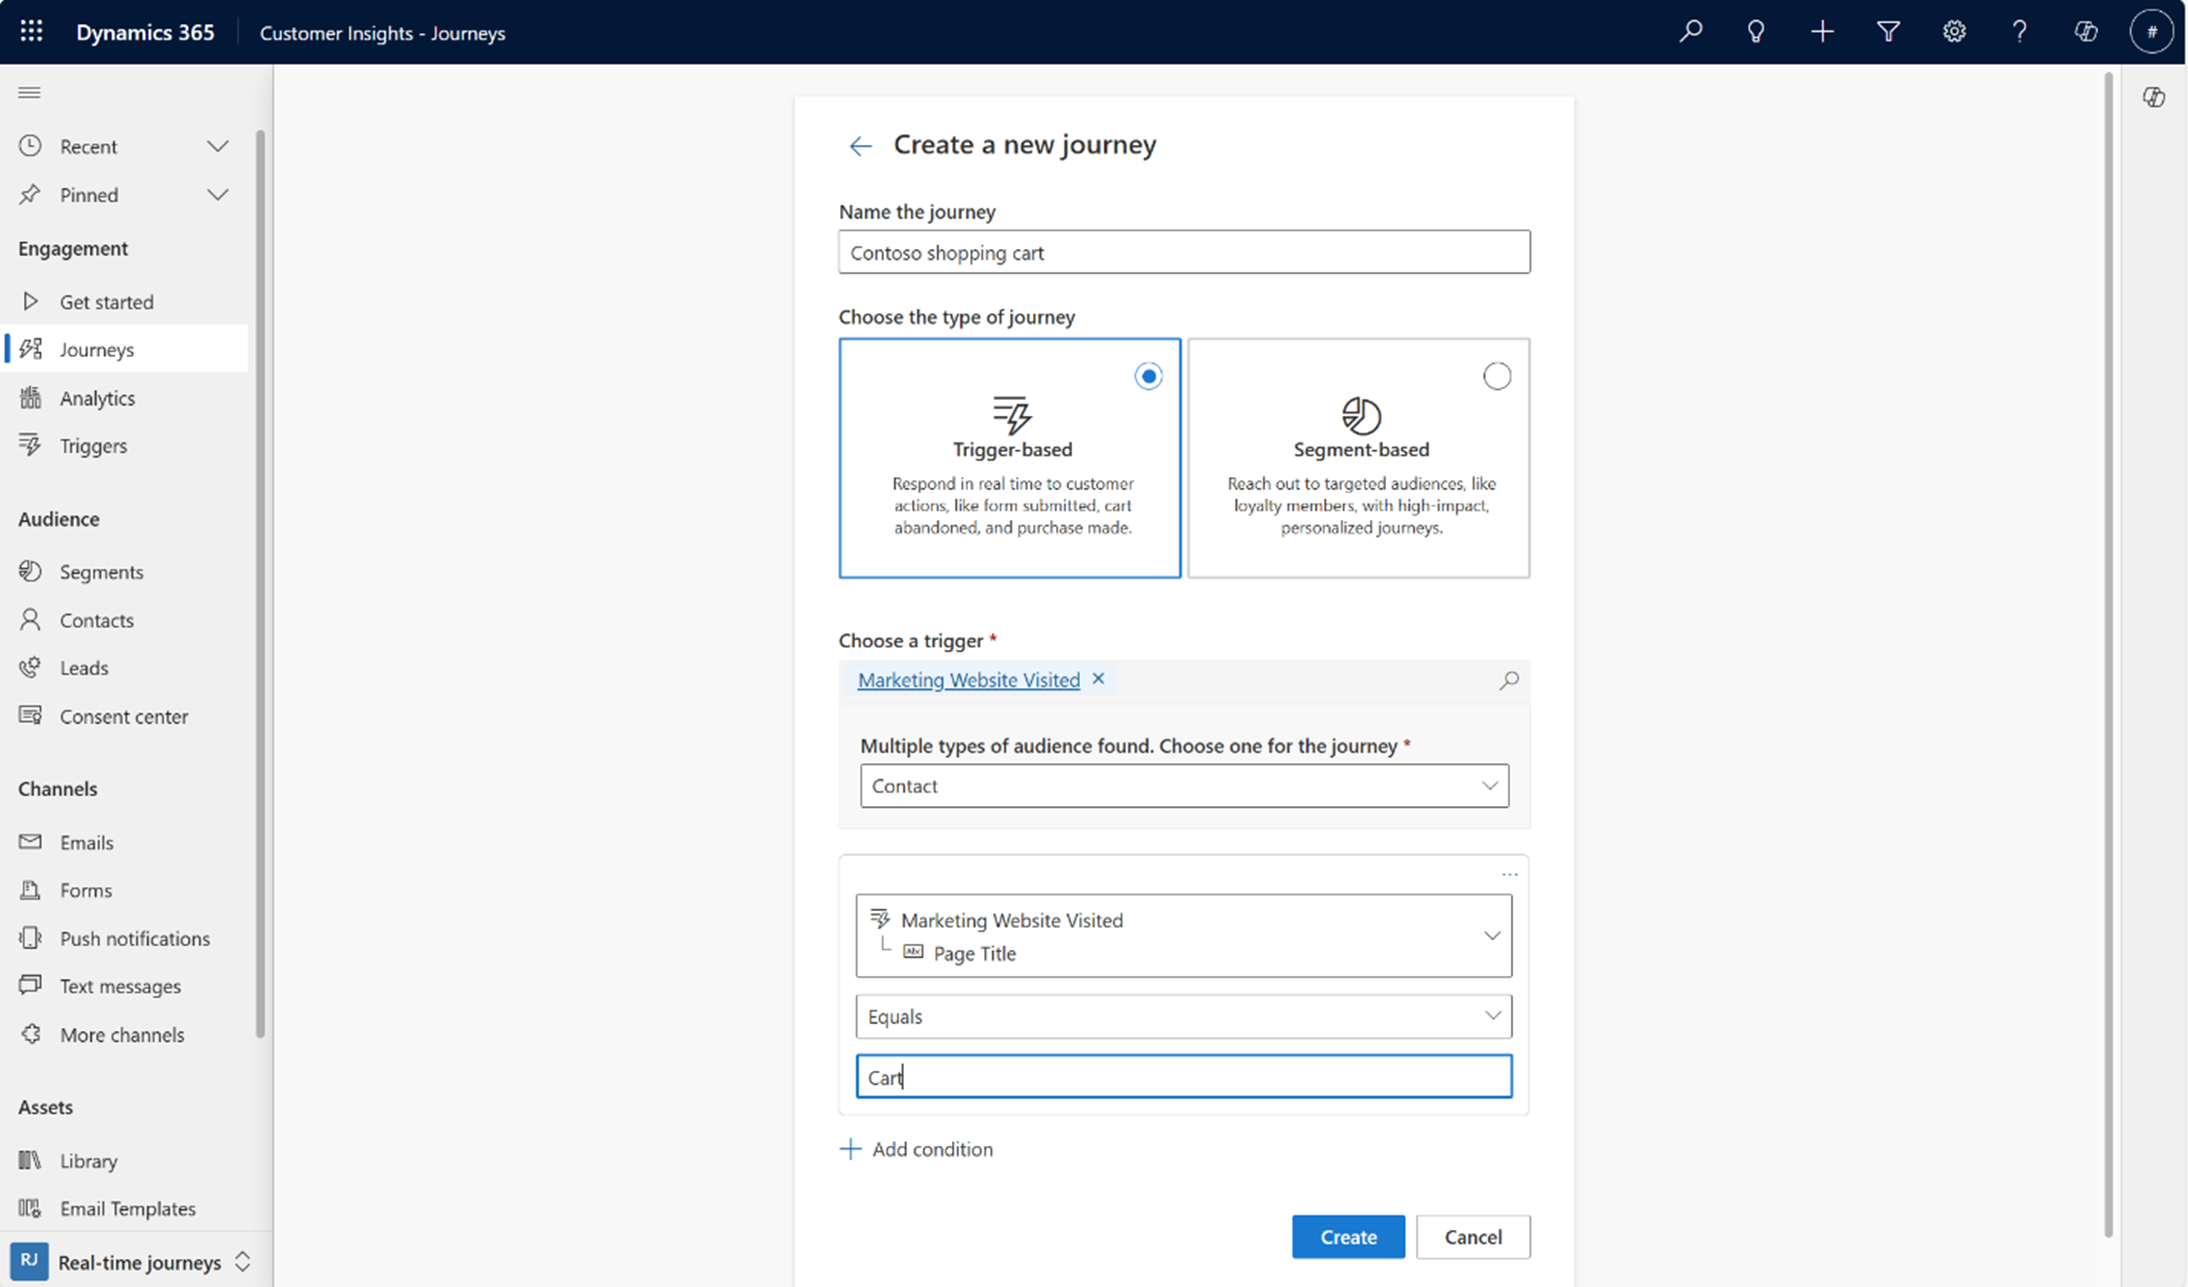 Dynamics 365
Customer Insights - Journeys
#
Recent
Pinned
Engagement
Get started
Journeys
Analytics
Triggers
Audience
Segments
Contacts
Leads
Consent center
Channels
Emails
Forms
Push notifications
Text messages
More channels
Assets
Library
Email Templates
RJ
Real-time journeys
Create a new journey
Name the journey
Contoso shopping cart
Choose the type of journey
Trigger-based
Respond in real time to customer
actions, like form submitted, cart
abandoned, and purchase made.
Segment-based
Reach out to targeted audiences, like
loyalty members, with high-impact,
personalized journeys.
Choose a trigger *
Marketing Website Visited
Multiple types of audience found. Choose one for the journey *
Contact
Marketing Website Visited
Abc
Page Title
Equals
Cart
Add condition
Create
Cancel